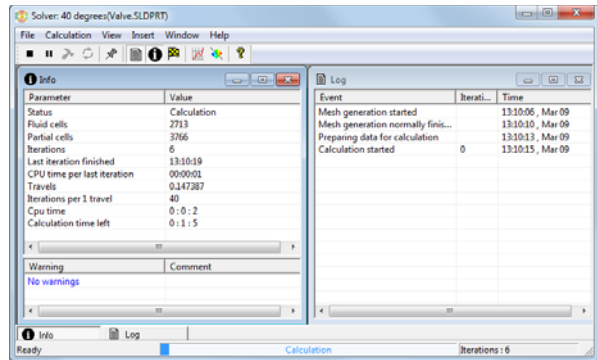 Solver: 40 degrees(Valve.SLDPRT)
File Calculation View Insert Window Help
Info
Parameter Value
Status Calculation
Fluid cells 2713
Partial cells 3766
Iterations 6
Last iteration finished 13:10:19
CPU time per last iteration 00:00:01
Travels 0.147387
Iterations per 1 travel 40
Cpu time 0 : 0 : 2
Calculation time left 0 : 1 : 5
Warning Comment
No warnings
Log
Event Iterati... Time
Mesh generation started 13:10:06 , Mar 09
Mesh generation normally finis... 13:10:10 , Mar 09
Preparing data for calculation 13:10:13 , Mar 09
Calculation started 0 13:10:15 , Mar 09
Info Log
Ready Calculation Iterations : 6